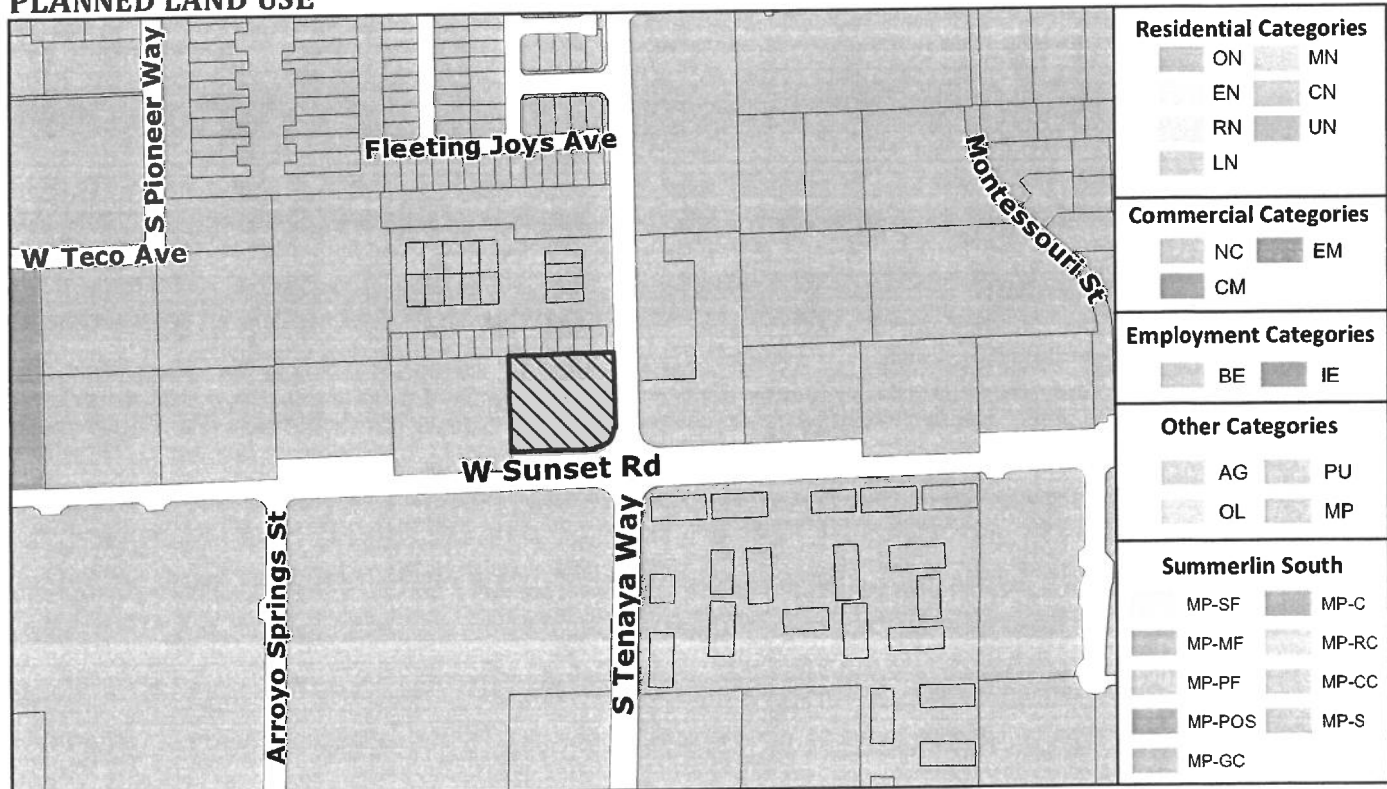 PLANNED LAND USE
S Pioneer Way
Fleeting Joys Ave
Montessouri St
W Teco Ave
W Sunset Rd
Arroyo Springs St
S Tenaya Way
Residential Categories
ON MN
EN CN
RN UN
LN
Commercial Categories
NC EM
CM
Employment Categories
BE IE
Other Categories
AG PU
OL MP
Summerlin South
MP-SF MP-C
MP-MF MP-RC
MP-PF MP-CC
MP-POS MP-S
MP-GC